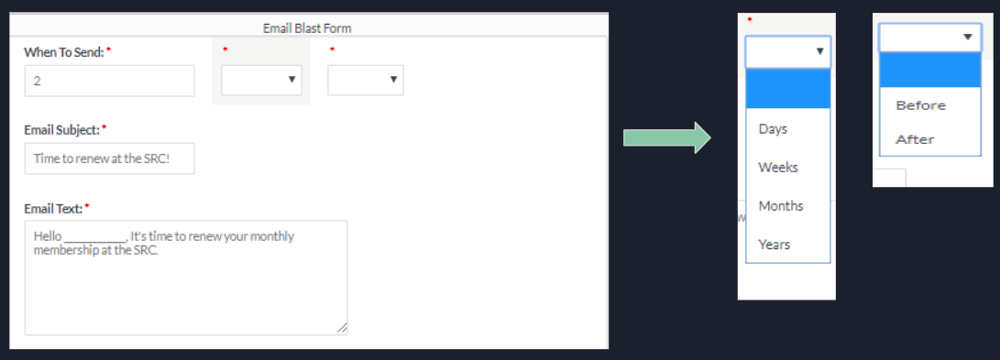 Email Blast Form
When To Send: *
* *
2
Email Subject: *
Time to renew at the SRC!
Email Text: *
Hello ___________, It's time to renew your monthly
membership at the SRC.
*
Days
Weeks
Months
Years
Before
After